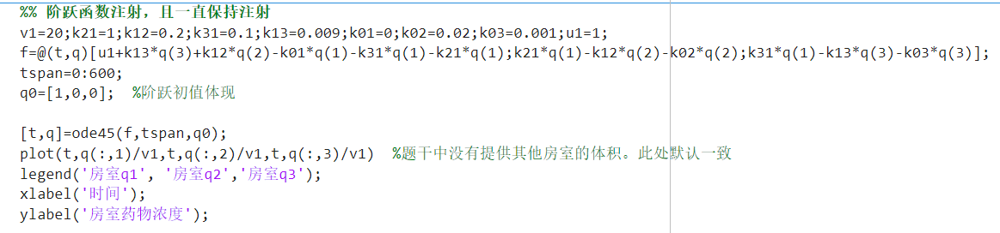 %% 阶跃函数注射，且一直保持注射
v1=20;k21=1;k12=0.2;k31=0.1;k13=0.009;k01=0;k02=0.02;k03=0.001;u1=1;
f=@(t,q)[u1+k13*q(3)+k12*q(2)-k01*q(1)-k31*q(1)-k21*q(1);k21*q(1)-k12*q(2)-k02*q(2);k31*q(1)-k13*q(3)-k03*q(3)];
tspan=0:600;
q0=[1,0,0];  %阶跃初值体现
[t,q]=ode45(f,tspan,q0);
plot(t,q(:,1)/v1,t,q(:,2)/v1,t,q(:,3)/v1)  %题干中没有提供其他房室的体积。此处默认一致
legend('房室q1', '房室q2','房室q3');
xlabel('时间');
ylabel('房室药物浓度');